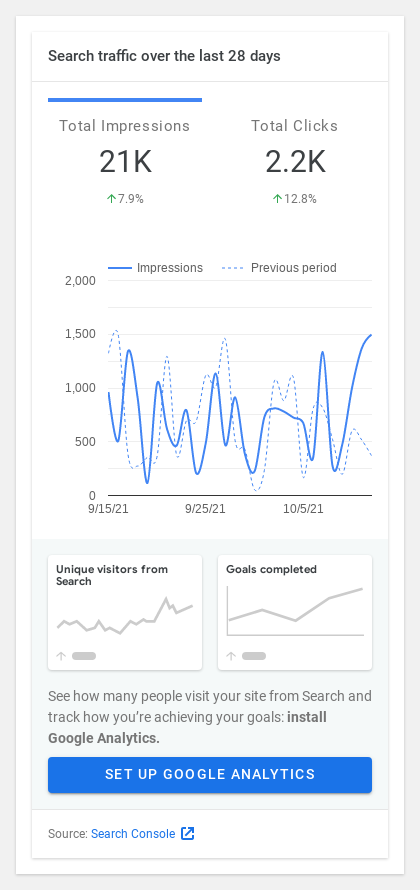 Search traffic over the last 28 days
Total Impressions
21K
↑7.9%
Total Clicks
2.2K
↑12.8%
Impressions
Previous period
2,000
1,500
1,000
500
0
9/15/21
9/25/21
10/5/21
Unique visitors from
Search
Goals completed
See how many people visit your site from Search and
track how you’re achieving your goals: install
Google Analytics.
SET UP GOOGLE ANALYTICS
Source: Search Console